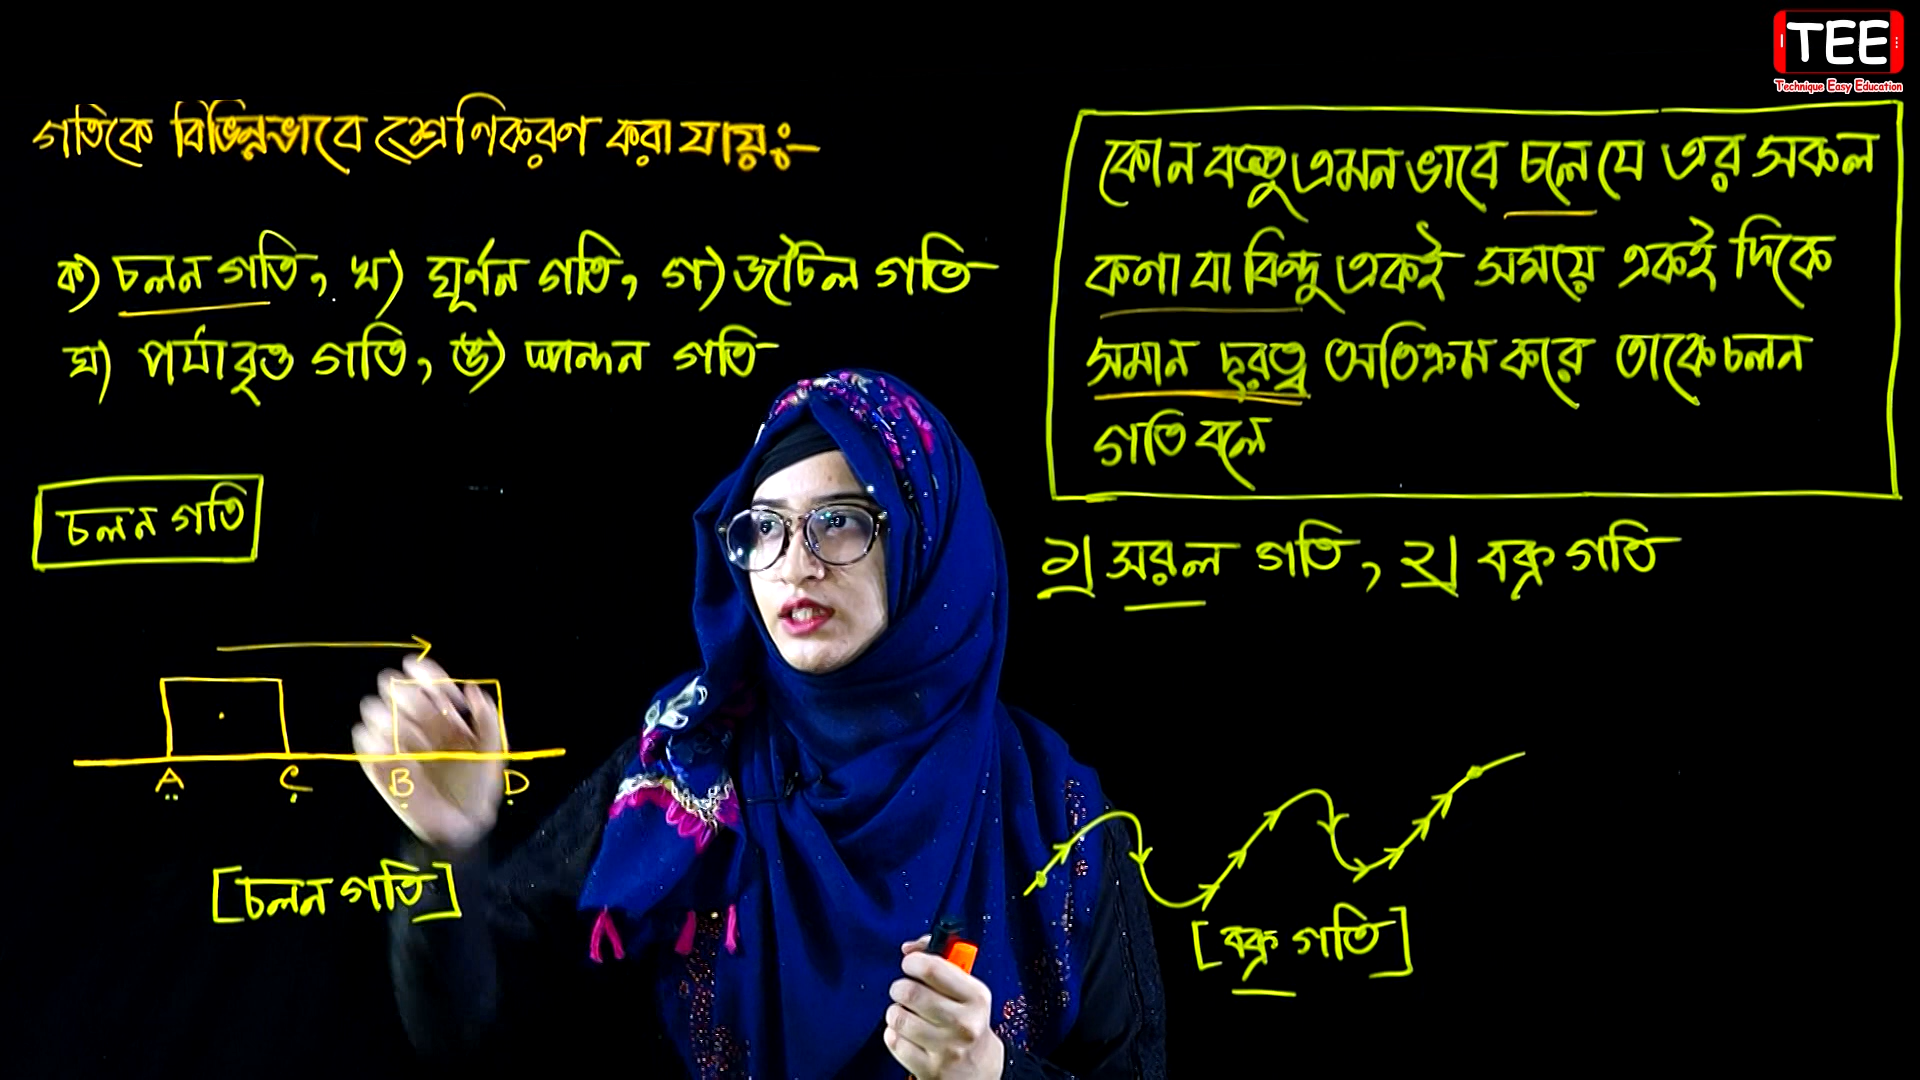 TEE
Technique Easy Education
গতিকে বিভিন্নভাবে শ্রেণিকরণ করা যায়ঃ-
ক) চলন গতি, খ) ঘূর্ণন গতি, গ) জটিল গতি
ঘ) পর্যাবৃত্ত গতি, ঙ) স্পন্দন গতি
কোন বস্তু এমন ভাবে চলে যে এর সকল
কণা বা বিন্দু একই সময়ে একই দিকে
সমান দূরত্ব অতিক্রম করে তাকে চলন
গতি বলে
চলন গতি
১) সরল গতি, ২) বক্র গতি
A C B D
[চলন গতি]
[বক্র গতি]